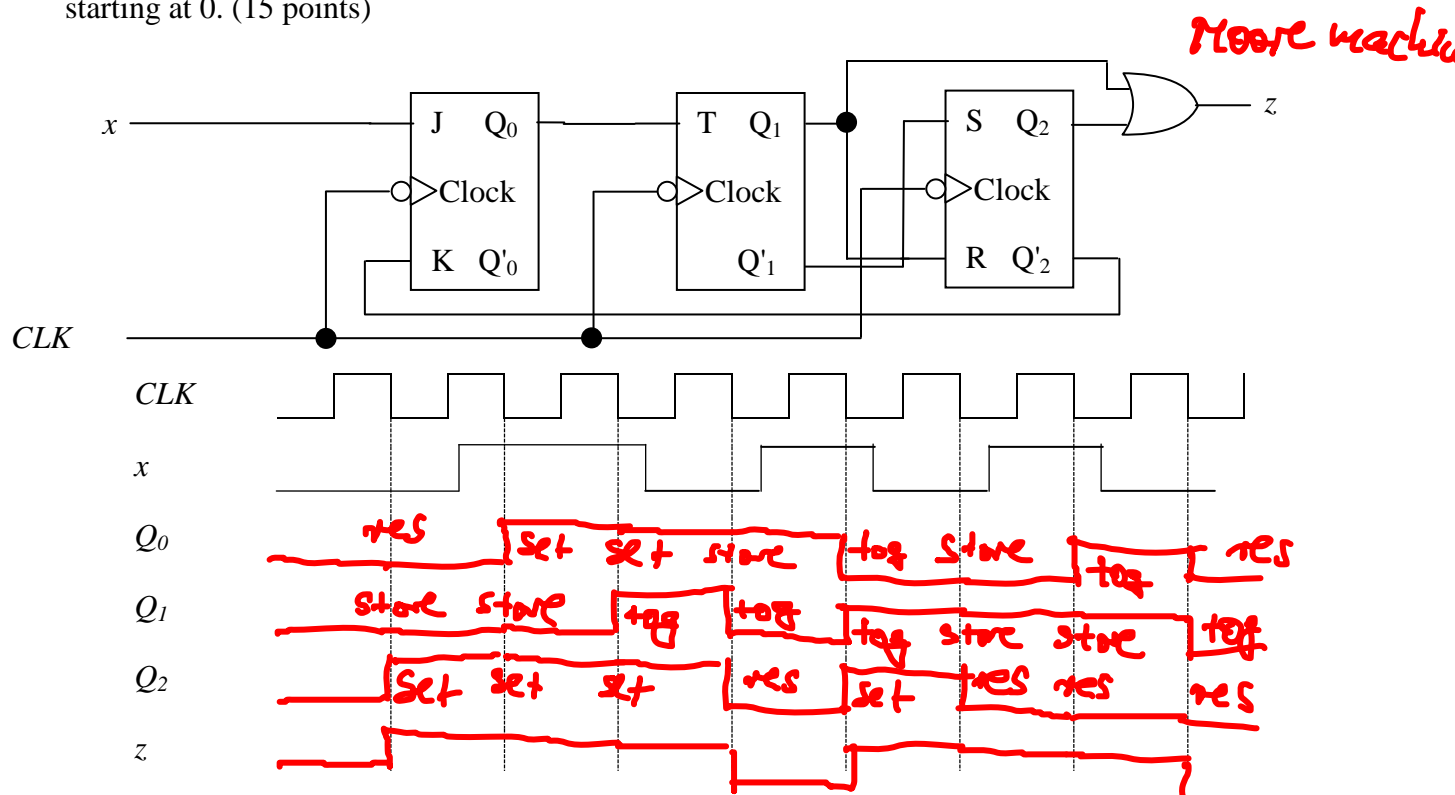 starting at 0. (15 points)
Moore machin
x J Q0 T Q1 S Q2 z
Clock Clock Clock
K Q'0 Q'1 R Q'2
CLK
CLK
x
Q0 res set set store tog store tog res
Q1 store store tog tog tog store store tog
Q2 set set set res set res res res
z